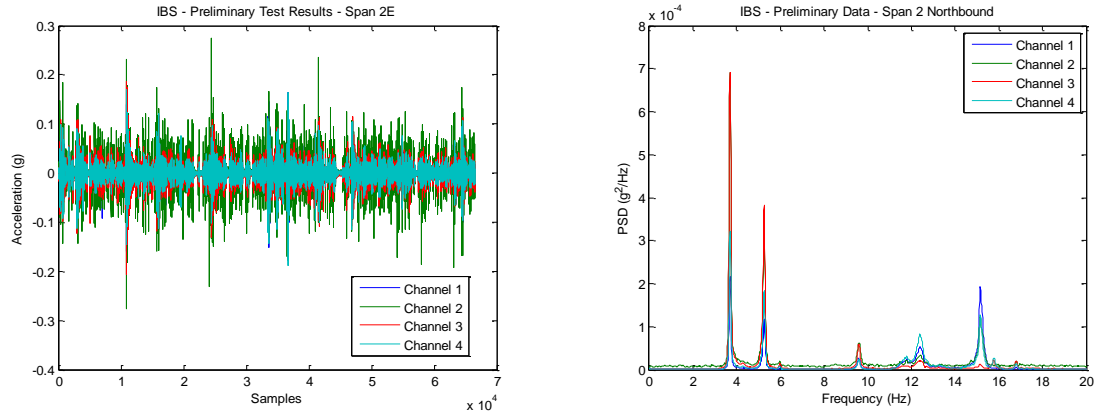 IBS - Preliminary Test Results - Span 2E
0.3
0.2
0.1
0
-0.1
-0.2
-0.3
-0.4
Acceleration (g)
0 1 2 3 4 5 6 7
Samples
x 10^4
Channel 1
Channel 2
Channel 3
Channel 4
IBS - Preliminary Data - Span 2 Northbound
x 10^-4
8
7
6
5
4
3
2
1
0
PSD (g^2/Hz)
0 2 4 6 8 10 12 14 16 18 20
Frequency (Hz)
Channel 1
Channel 2
Channel 3
Channel 4